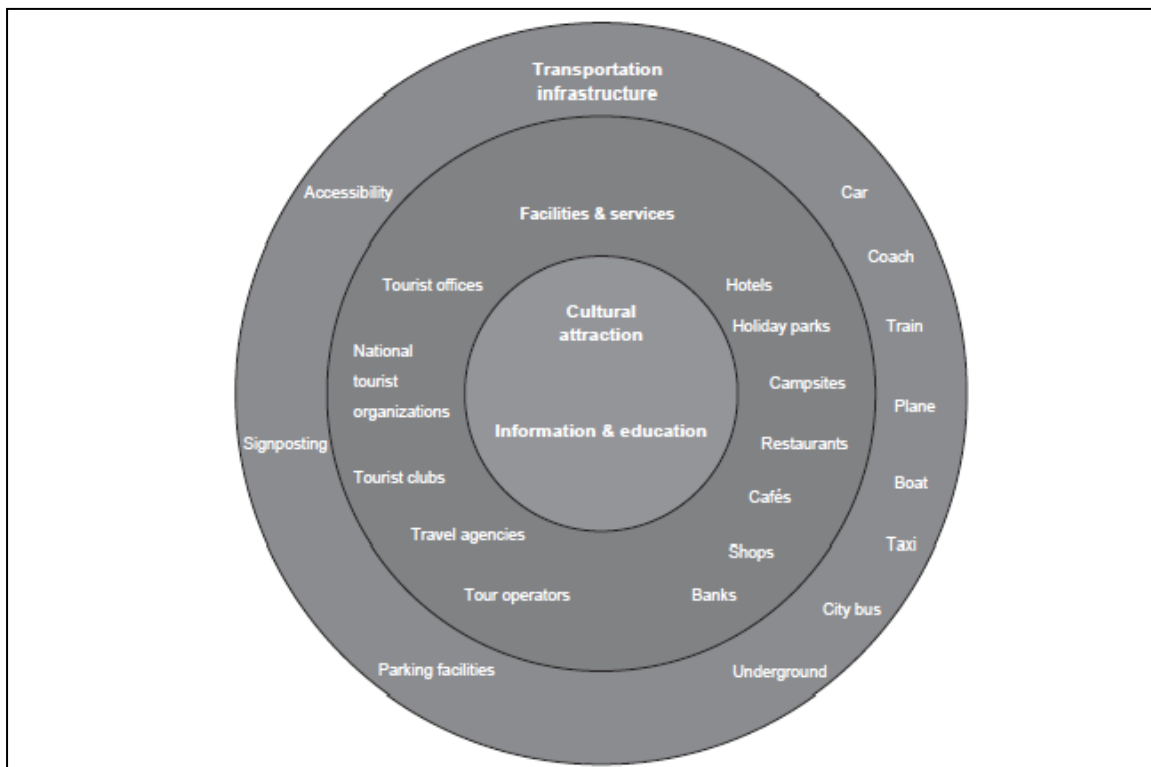 Transportation
infrastructure
Accessibility
Car
Facilities & services
Coach
Tourist offices
Hotels
Cultural
attraction
Holiday parks
Train
National
tourist
organizations
Campsites
Plane
Information & education
Signposting
Restaurants
Tourist clubs
Boat
Cafés
Travel agencies
Taxi
Shops
Tour operators
Banks
City bus
Parking facilities
Underground